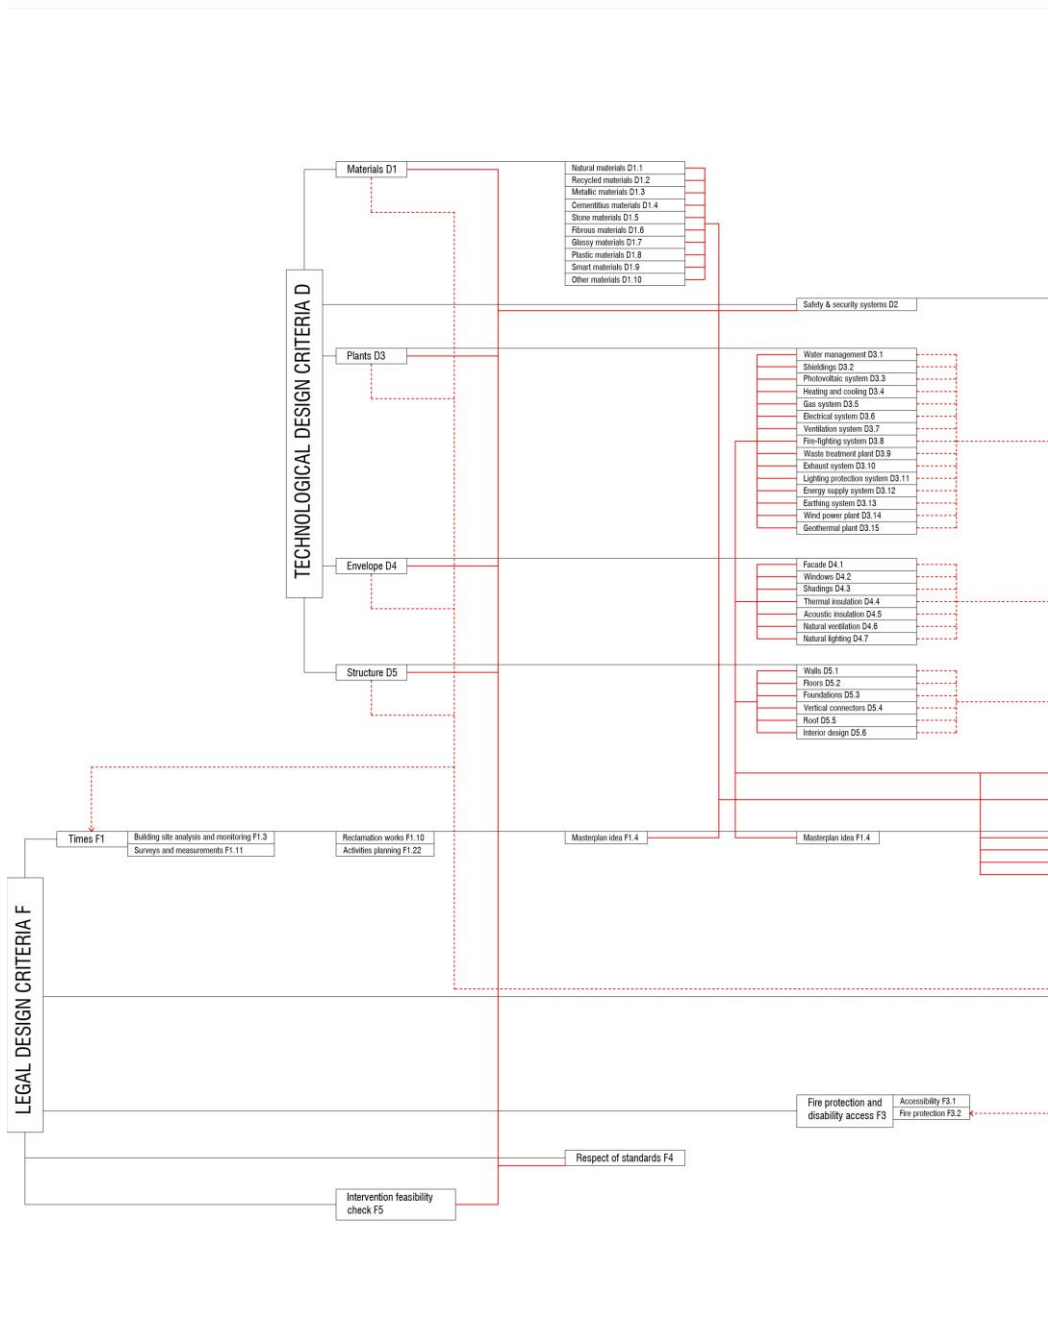 Materials D1
Natural materials D1.1
Recycled materials D1.2
Metallic materials D1.3
Cementitius materials D1.4
Stone materials D1.5
Fibrous materials D1.6
Glassy materials D1.7
Plastic materials D1.8
Smart materials D1.9
Other materials D1.10
TECHNOLOGICAL DESIGN CRITERIA D
Safety & security systems D2
Plants D3
Water management D3.1
Shieldings D3.2
Photovoltaic system D3.3
Heating and cooling D3.4
Gas system D3.5
Electrical system D3.6
Ventilation system D3.7
Fire-fighting system D3.8
Waste treatment plant D3.9
Exhaust system D3.10
Lighting protection system D3.11
Energy supply system D3.12
Earthing system D3.13
Wind power plant D3.14
Geothermal plant D3.15
Envelope D4
Facade D4.1
Windows D4.2
Shadings D4.3
Thermal insulation D4.4
Acoustic insulation D4.5
Natural ventilation D4.6
Natural lighting D4.7
Structure D5
Walls D5.1
Floors D5.2
Foundations D5.3
Vertical connectors D5.4
Roof D5.5
Interior design D5.6
Times F1
Building site analysis and monitoring F1.3
Surveys and measurements F1.11
Reclamation works F1.10
Activities planning F1.22
Masterplan idea F1.4
Masterplan idea F1.4
LEGAL DESIGN CRITERIA F
Fire protection and
disability access F3
Accessibility F3.1
Fire protection F3.2
Respect of standards F4
Intervention feasibility
check F5